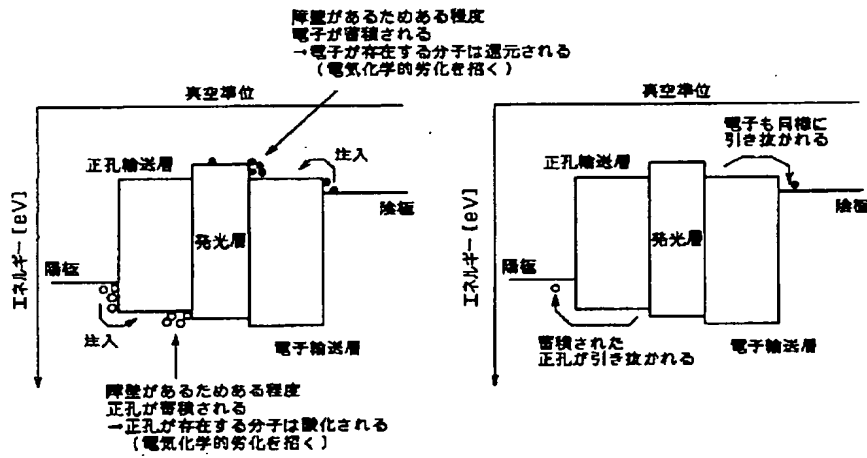 障壁があるためある程度
電子が蓄積される
→電子が存在する分子は還元される
(電気化学的劣化を招く)
真空準位
正孔輸送層
注入
陰極
発光層
陽極
注入
電子輸送層
エネルギー[eV]
障壁があるためある程度
正孔が蓄積される
→正孔が存在する分子は酸化される
(電気化学的劣化を招く)
真空準位
電子も同様に
引き抜かれる
正孔輸送層
陰極
発光層
陽極
蓄積された
正孔が引き抜かれる
電子輸送層
エネルギー[eV]